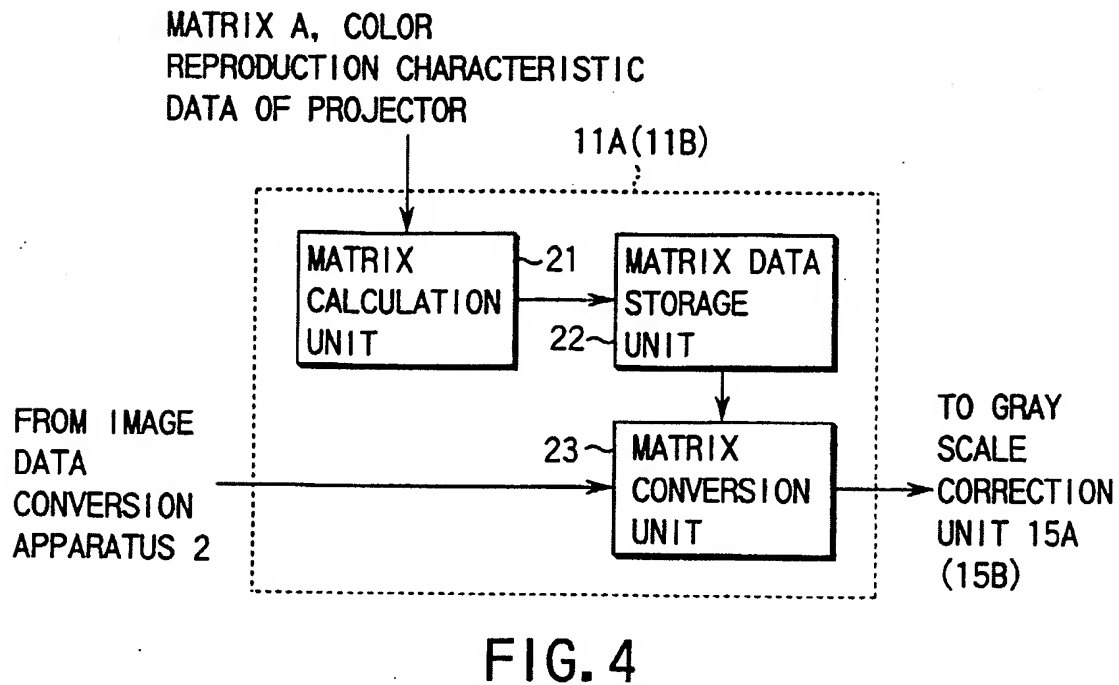 MATRIX A, COLOR
REPRODUCTION CHARACTERISTIC
DATA OF PROJECTOR
11A(11B)
MATRIX
CALCULATION
UNIT
21
MATRIX DATA
STORAGE
UNIT
22
FROM IMAGE
DATA
CONVERSION
APPARATUS 2
23
MATRIX
CONVERSION
UNIT
TO GRAY
SCALE
CORRECTION
UNIT 15A
(15B)
FIG. 4